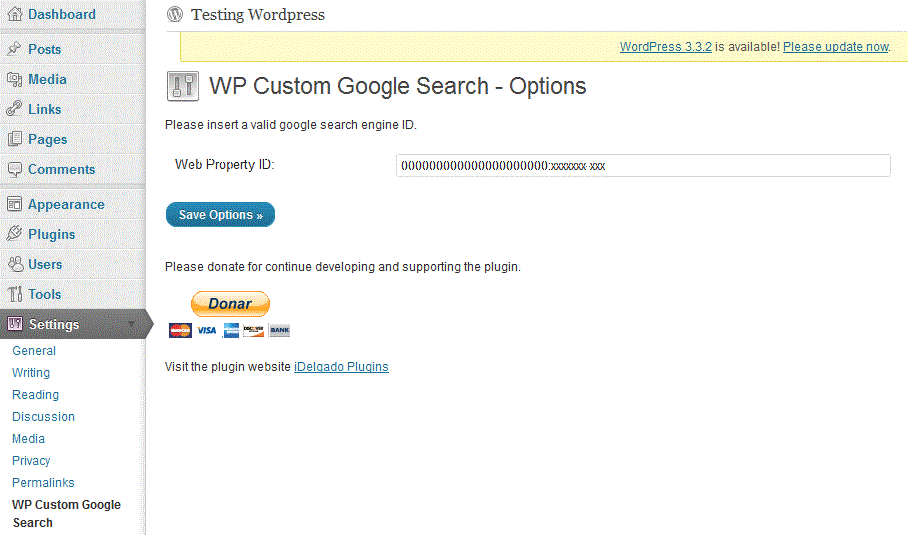 Dashboard
Posts
Media
Links
Pages
Comments
Appearance
Plugins
Users
Tools
Settings
General
Writing
Reading
Discussion
Media
Privacy
Permalinks
WP Custom Google
Search
Testing Wordpress
WordPress 3.3.2 is available! Please update now.
WP Custom Google Search - Options
Please insert a valid google search engine ID.
Web Property ID:
Save Options »
Please donate for continue developing and supporting the plugin.
Donar
VISA
BANK
Visit the plugin website iDelgado Plugins